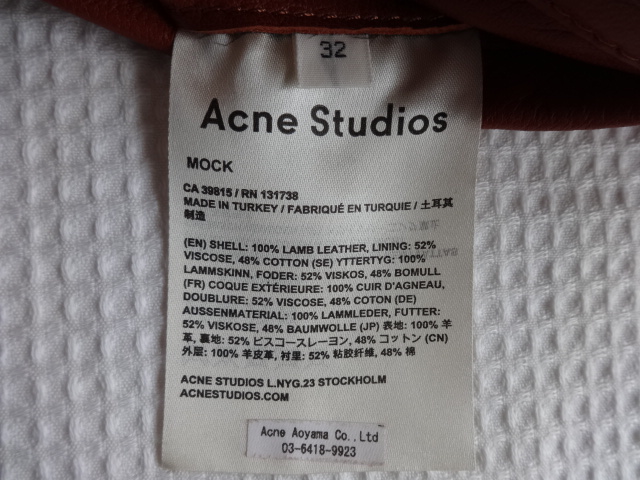 32
Acne Studios
MOCK
CA 39815 / RN 131738
MADE IN TURKEY / FABRIQUÉ EN TURQUIE / 土耳其
制造
(EN) SHELL: 100% LAMB LEATHER, LINING: 52%
VISCOSE, 48% COTTON (SE) YTTERTYG: 100%
LAMMSKINN, FODER: 52% VISKOS, 48% BOMULL
(FR) COQUE EXTÉRIEURE: 100% CUIR D'AGNEAU,
DOUBLURE: 52% VISCOSE, 48% COTON (DE)
AUSSENMATERIAL: 100% LAMMLEDER, FUTTER:
52% VISKOSE, 48% BAUMWOLLE (JP) 表地: 100% 羊
革, 裏地: 52% ビスコースレーヨン, 48% コットン (CN)
外层: 100% 羊皮革, 衬里: 52% 粘胶纤维, 48% 棉
ACNE STUDIOS L.NYG.23 STOCKHOLM
ACNESTUDIOS.COM
Acne Aoyama Co.,Ltd
03-6418-9923